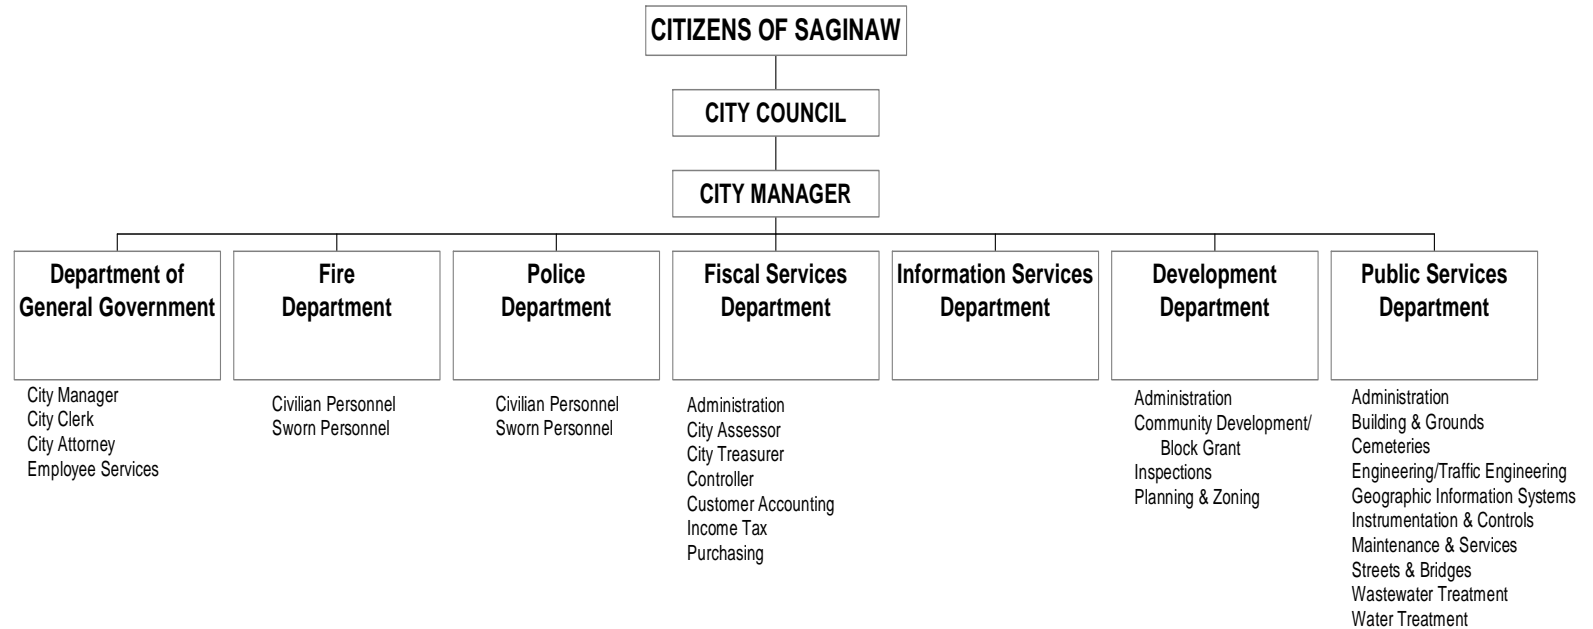 CITIZENS OF SAGINAW
CITY COUNCIL
CITY MANAGER
Department of
General Government
City Manager
City Clerk
City Attorney
Employee Services
Fire
Department
Civilian Personnel
Sworn Personnel
Police
Department
Civilian Personnel
Sworn Personnel
Fiscal Services
Department
Administration
City Assessor
City Treasurer
Controller
Customer Accounting
Income Tax
Purchasing
Information Services
Department
Development
Department
Administration
Community Development/
Block Grant
Inspections
Planning & Zoning
Public Services
Department
Administration
Building & Grounds
Cemeteries
Engineering/Traffic Engineering
Geographic Information Systems
Instrumentation & Controls
Maintenance & Services
Streets & Bridges
Wastewater Treatment
Water Treatment